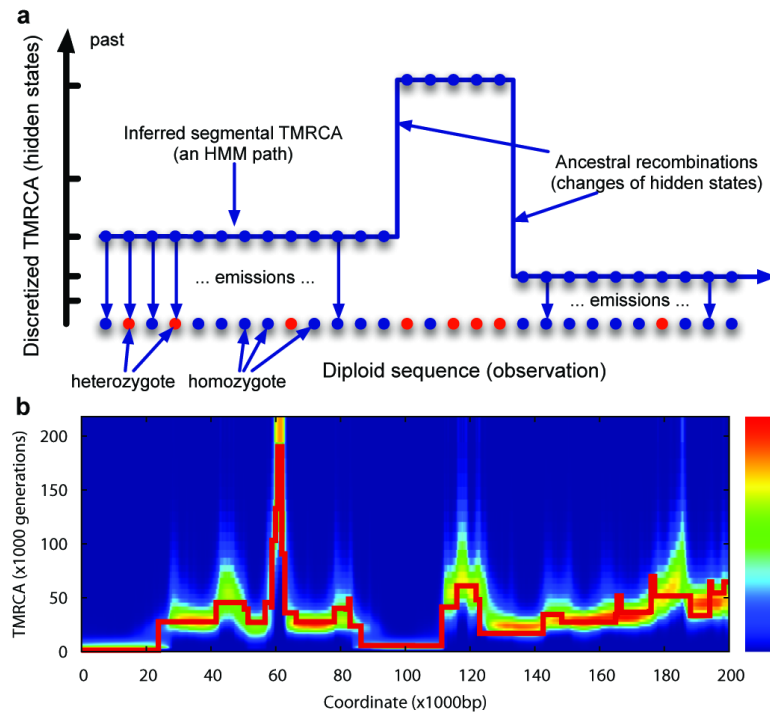 a
past
Discretized TMRCA (hidden states)
Inferred segmental TMRCA
(an HMM path)
Ancestral recombinations
(changes of hidden states)
... emissions ...
... emissions ...
heterozygote
homozygote
Diploid sequence (observation)
b
TMRCA (x1000 generations)
200
150
100
50
0
0 20 40 60 80 100 120 140 160 180 200
Coordinate (x1000bp)